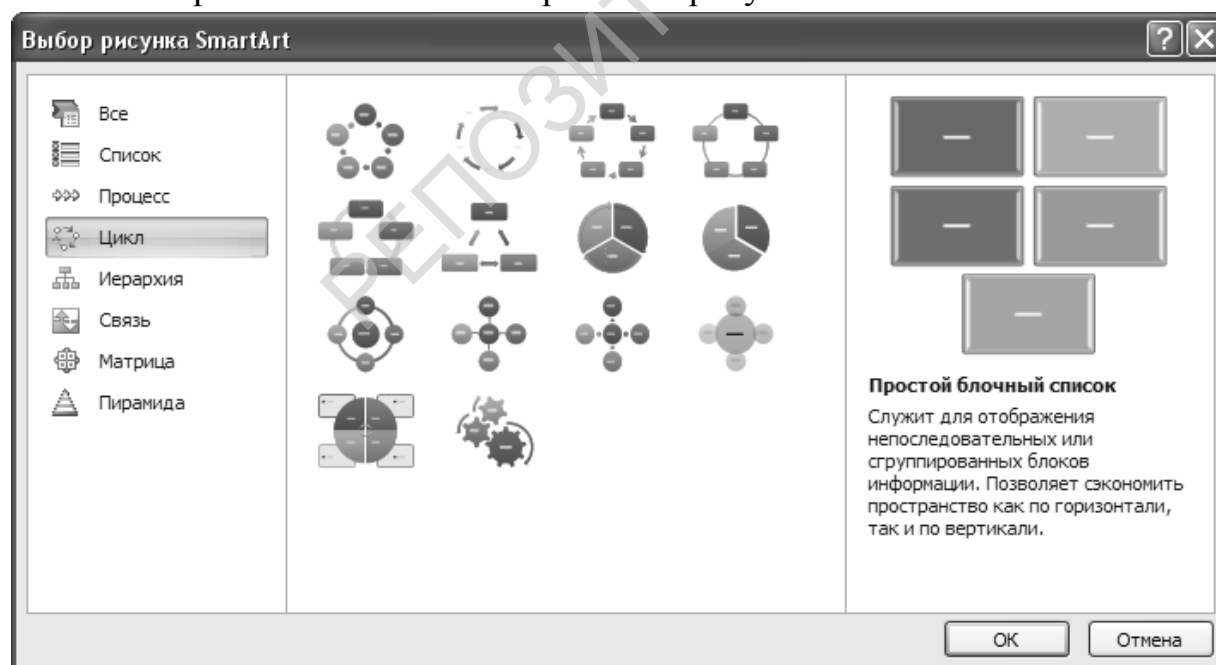 Выбор рисунка SmartArt
Все
Список
Процесс
Цикл
Иерархия
Связь
Матрица
Пирамида
Простой блочный список
Служит для отображения
непоследовательных или
сгруппированных блоков
информации. Позволяет сэкономить
пространство как по горизонтали,
так и по вертикали.
ОК
Отмена
РЕПОЗИТ